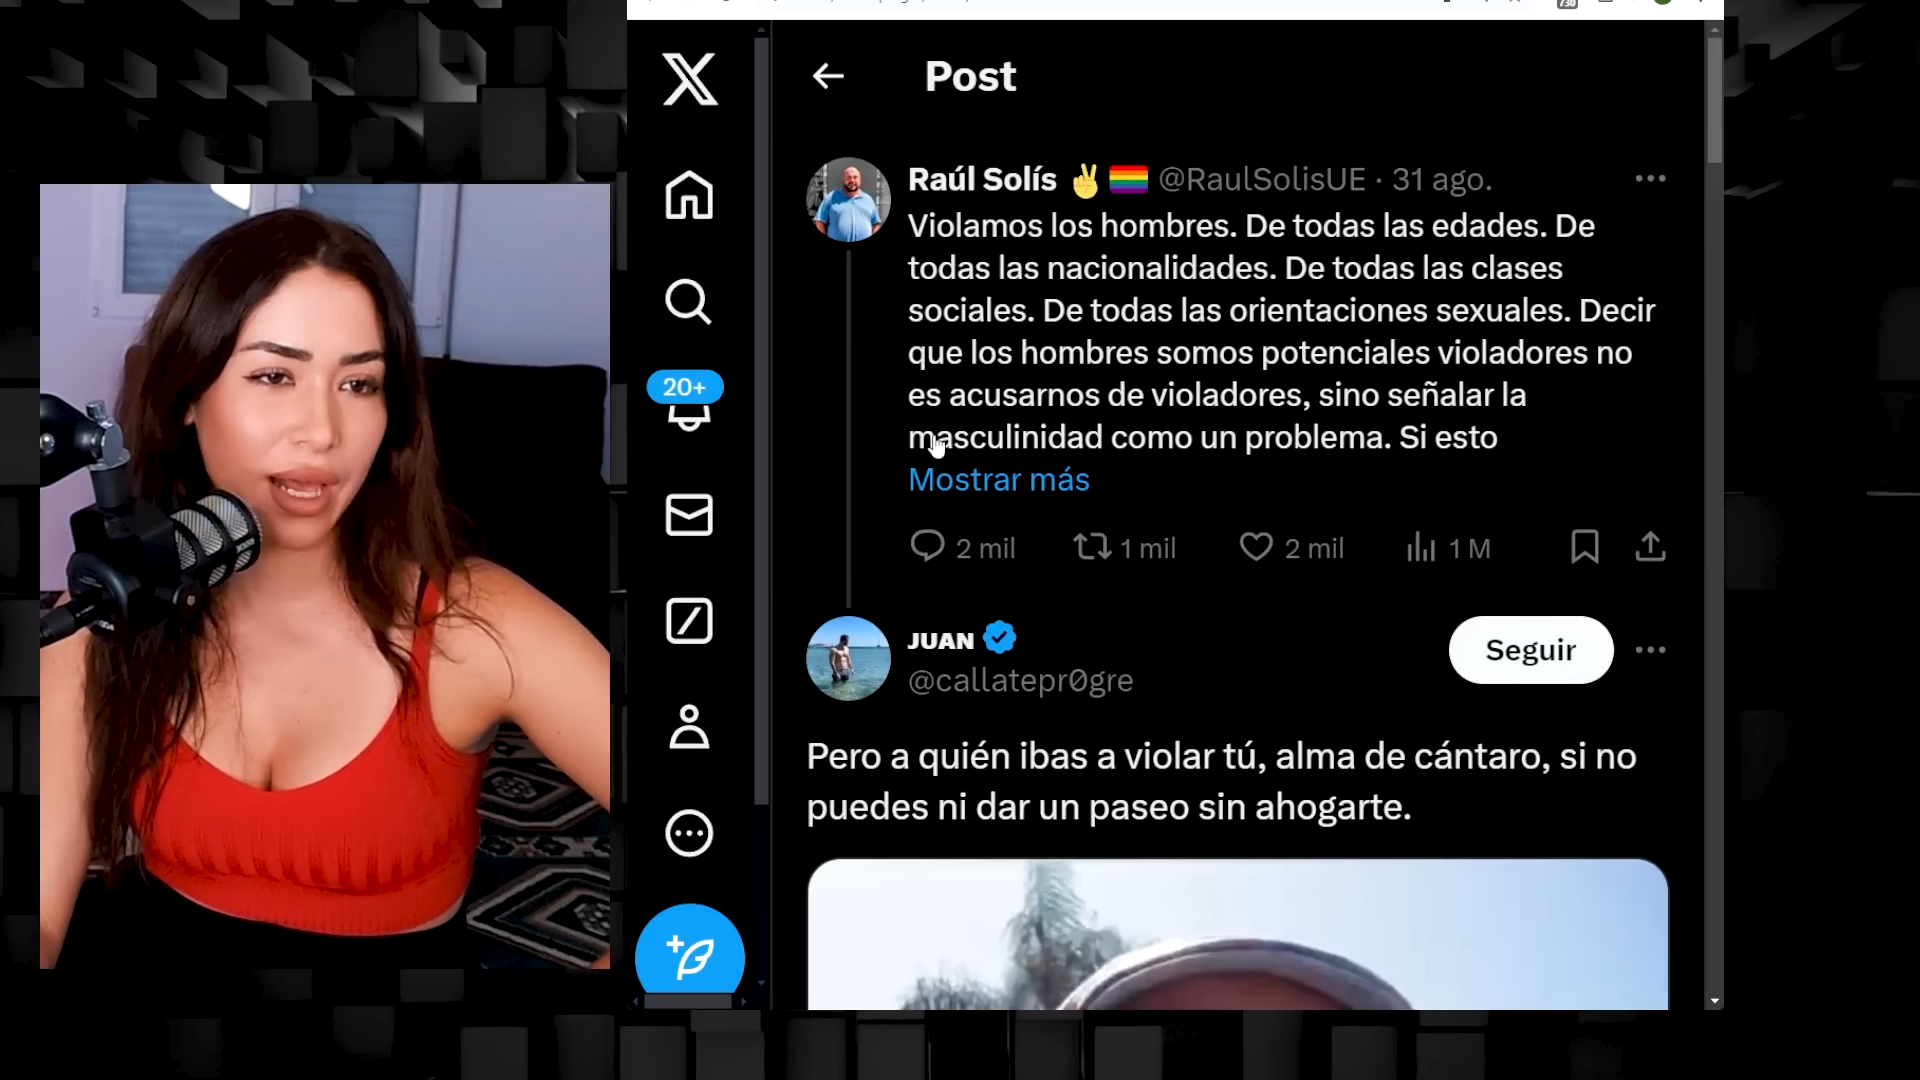 Post
Raúl Solís ✌️🏳️‍🌈 @RaulSolisUE · 31 ago.
Violamos los hombres. De todas las edades. De
todas las nacionalidades. De todas las clases
sociales. De todas las orientaciones sexuales. Decir
que los hombres somos potenciales violadores no
es acusarnos de violadores, sino señalar la
masculinidad como un problema. Si esto
Mostrar más
2 mil 1 mil 2 mil 1 M
20+
JUAN
@callatepr0gre
Seguir
Pero a quién ibas a violar tú, alma de cántaro, si no
puedes ni dar un paseo sin ahogarte.